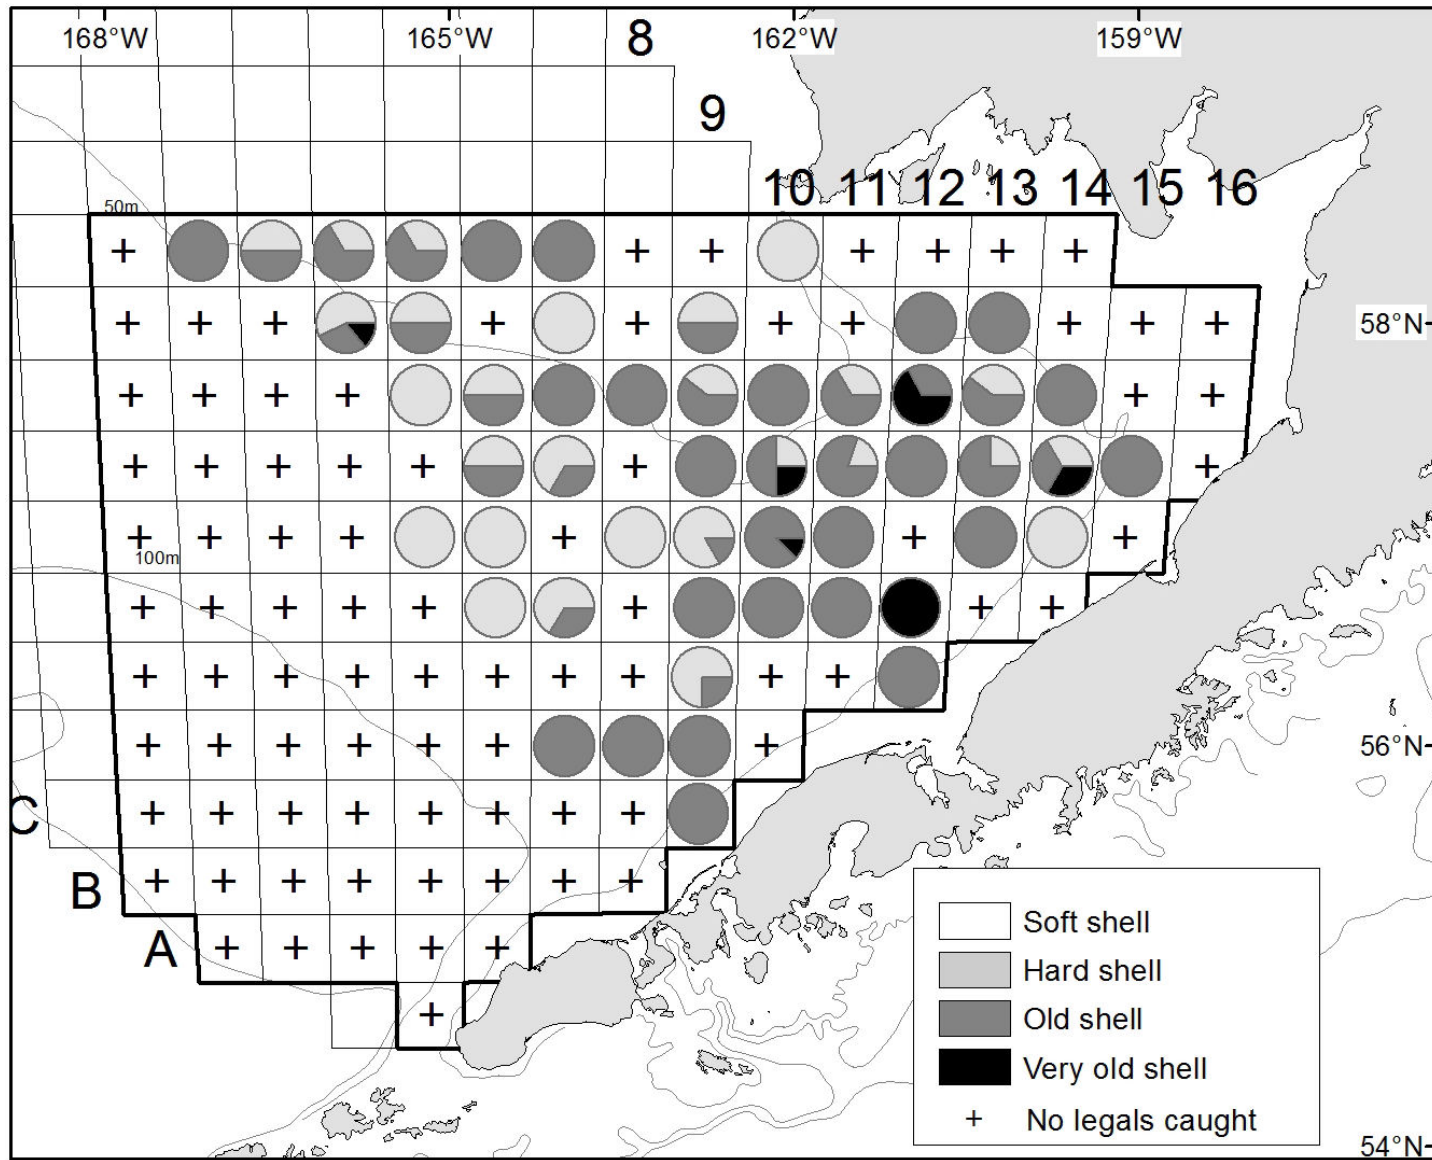 168°W 165°W 8 162°W 159°W
9
10 11 12 13 14 15 16
50m
58°N
100m
56°N
C
B
A
Soft shell
Hard shell
Old shell
Very old shell
+ No legals caught
54°N